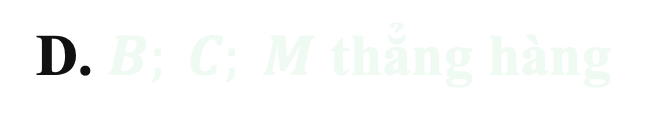 D. B; C; M thẳng hàng